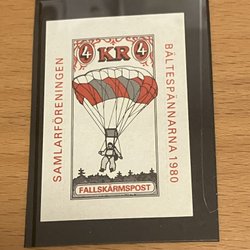 SAMLARFÖRENINGEN
4 KR 4
FALLSKÄRMSPOST
BÄLTESPÄNNARNA 1980